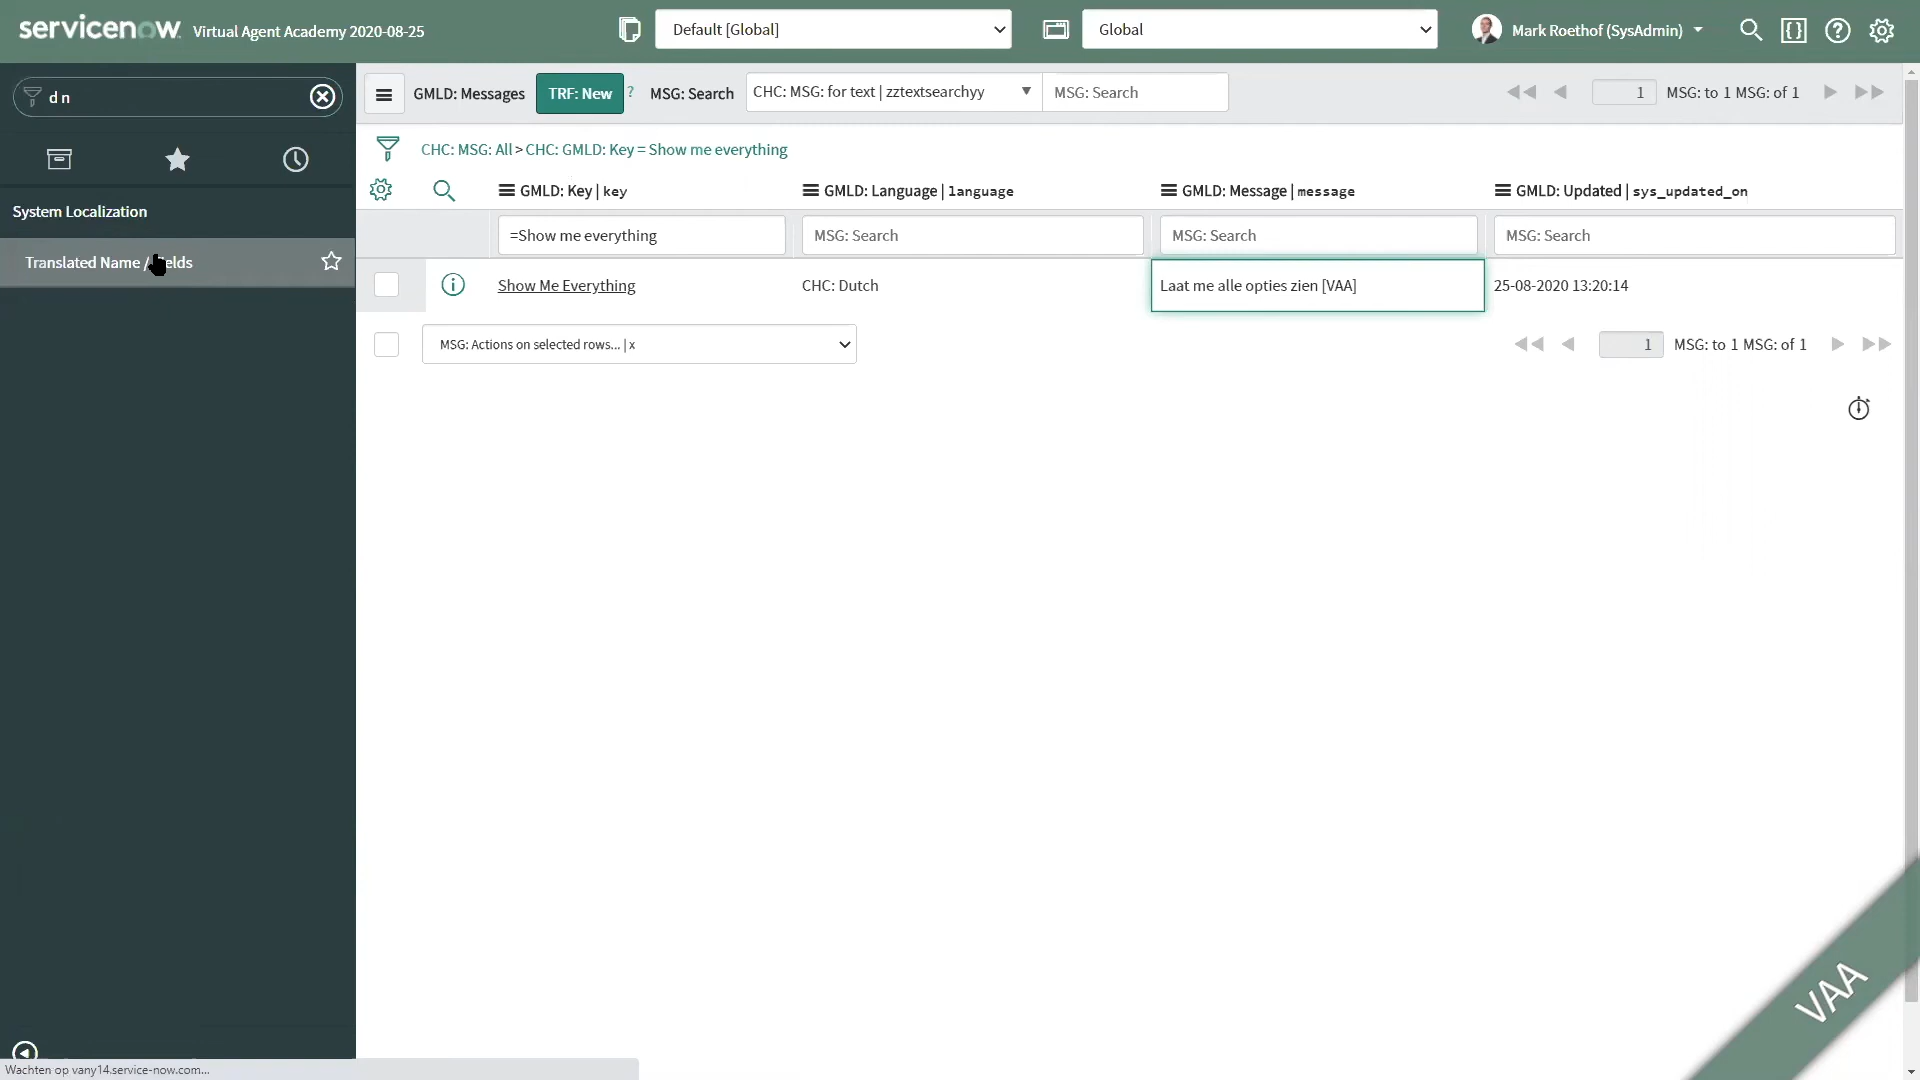 servicenow Virtual Agent Academy 2020-08-25
Default [Global]
Global
Mark Roethof (SysAdmin)
d n
GMLD: Messages
TRF: New
?
MSG: Search
CHC: MSG: for text | zztextsearchyy
MSG: Search
1
MSG: to 1 MSG: of 1
CHC: MSG: All > CHC: GMLD: Key = Show me everything
GMLD: Key | key
GMLD: Language | language
GMLD: Message | message
GMLD: Updated | sys_updated_on
System Localization
=Show me everything
MSG: Search
MSG: Search
MSG: Search
Translated Name / elds
Show Me Everything
CHC: Dutch
Laat me alle opties zien [VAA]
25-08-2020 13:20:14
MSG: Actions on selected rows... | x
1
MSG: to 1 MSG: of 1
VAA
Wachten op vany14.service-now.com...